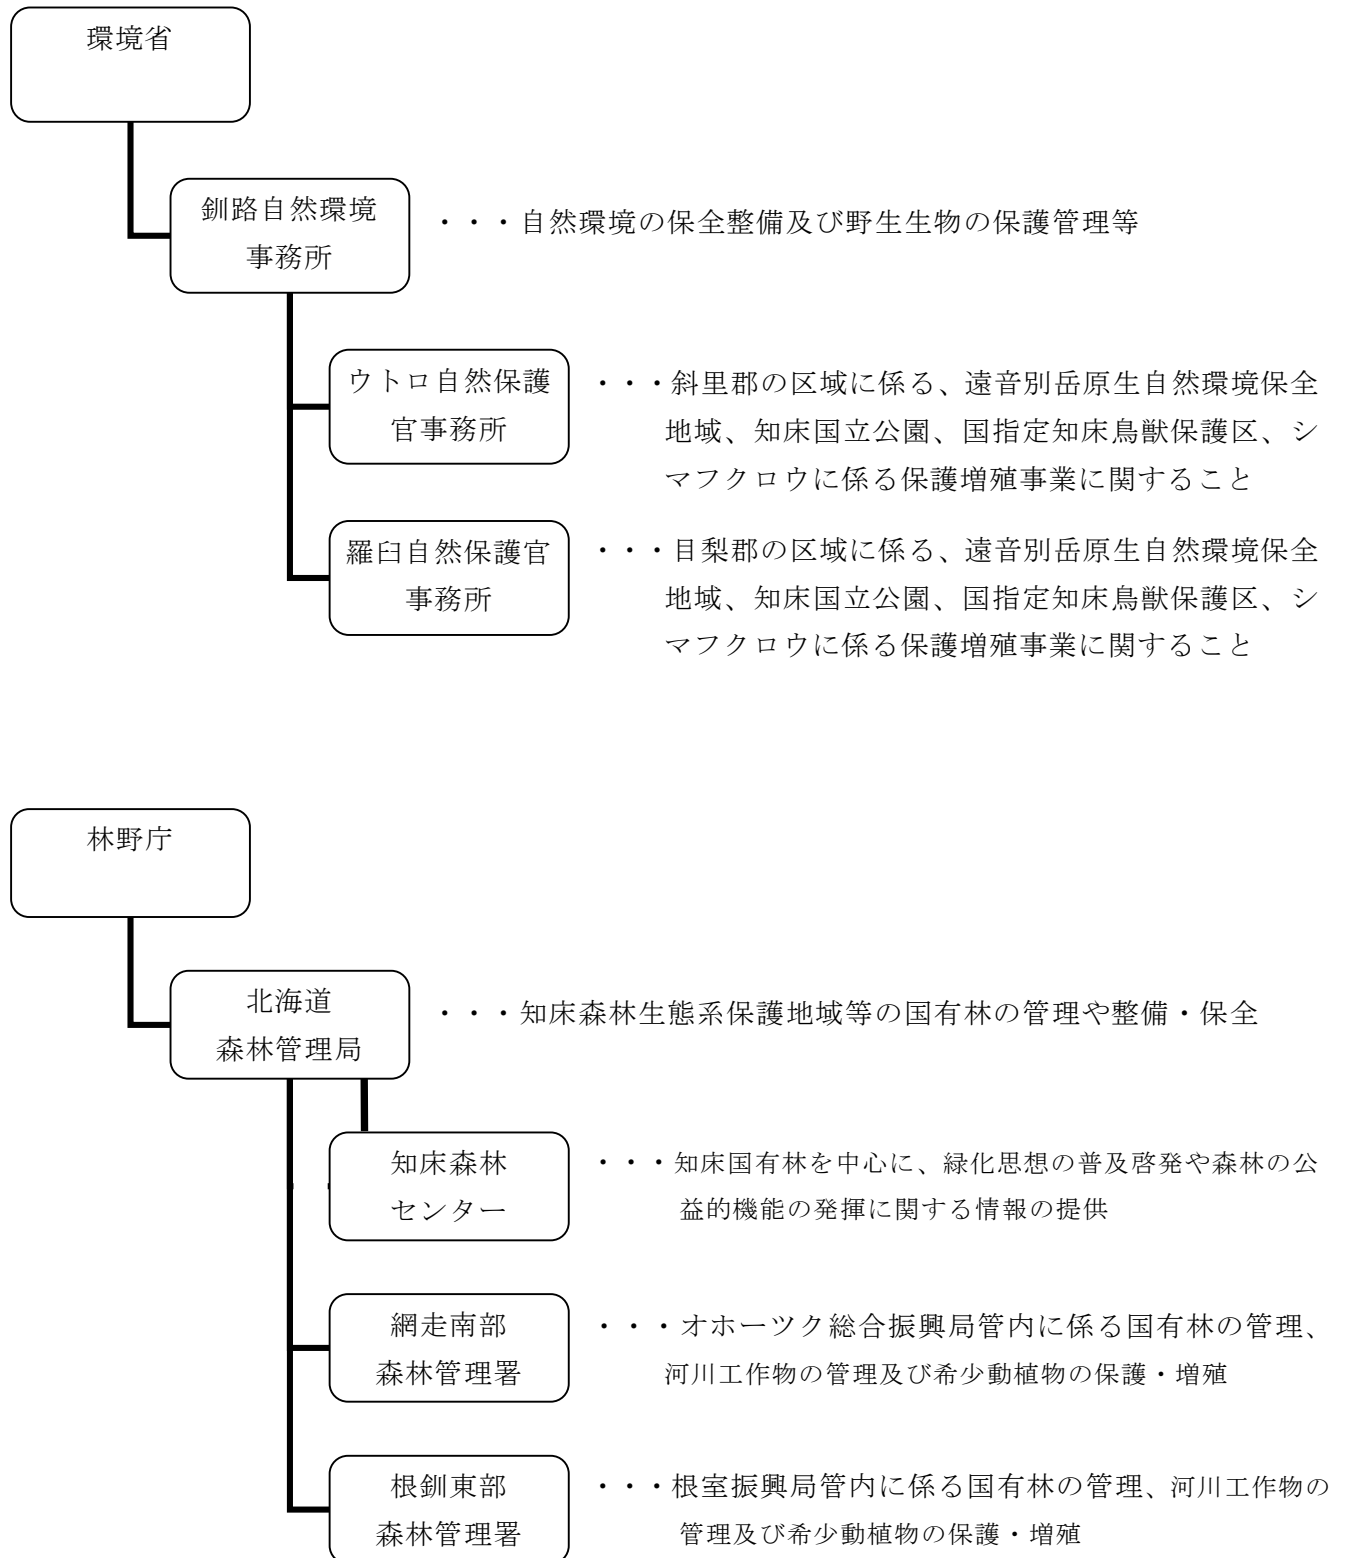 環境省
釧路自然環境
事務所
・・・自然環境の保全整備及び野生生物の保護管理等
ウトロ自然保護
官事務所
・・・斜里郡の区域に係る、遠音別岳原生自然環境保全
地域、知床国立公園、国指定知床鳥獣保護区、シ
マフクロウに係る保護増殖事業に関すること
羅臼自然保護官
事務所
・・・目梨郡の区域に係る、遠音別岳原生自然環境保全
地域、知床国立公園、国指定知床鳥獣保護区、シ
マフクロウに係る保護増殖事業に関すること
林野庁
北海道
森林管理局
・・・知床森林生態系保護地域等の国有林の管理や整備・保全
知床森林
センター
・・・知床国有林を中心に、緑化思想の普及啓発や森林の公
益的機能の発揮に関する情報の提供
網走南部
森林管理署
・・・オホーツク総合振興局管内に係る国有林の管理、
河川工作物の管理及び希少動植物の保護・増殖
根釧東部
森林管理署
・・・根室振興局管内に係る国有林の管理、河川工作物の
管理及び希少動植物の保護・増殖